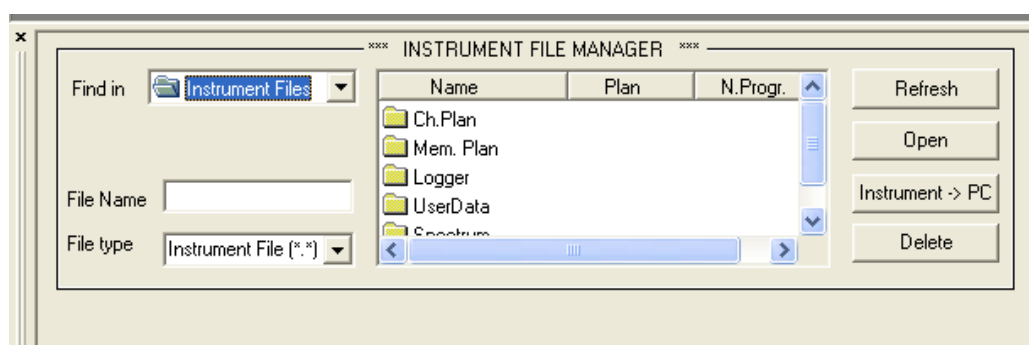 *** INSTRUMENT FILE MANAGER ***
Find in Instrument Files
Name Plan N.Progr.
Ch.Plan
Mem. Plan
Logger
UserData
Spectrum
File Name
File type Instrument File (*.*)
Refresh
Open
Instrument -> PC
Delete